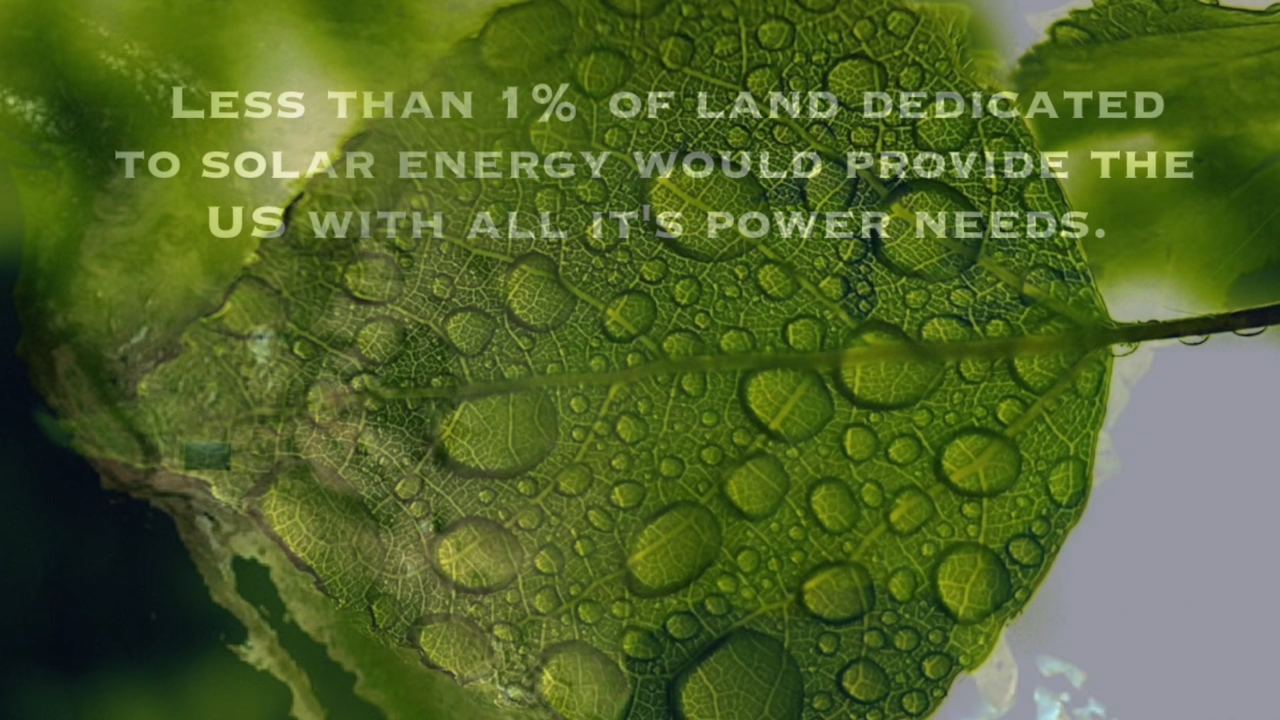 Less than 1% of land dedicated
to solar energy would provide the
US with all it's power needs.